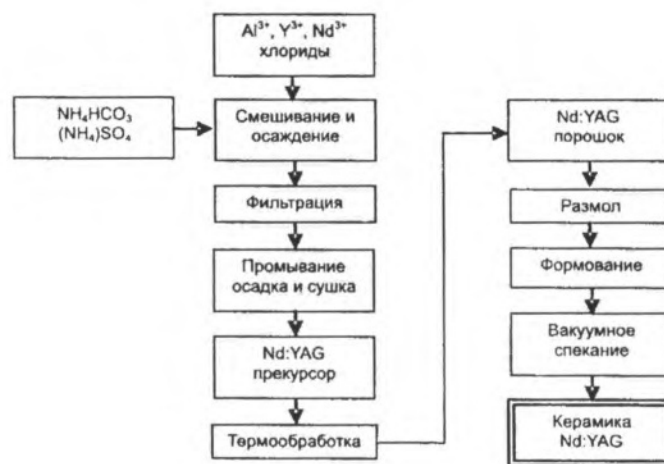 Al³⁺, Y³⁺, Nd³⁺
хлориды
NH₄HCO₃
(NH₄)SO₄
Смешивание и
осаждение
Фильтрация
Промывание
осадка и сушка
Nd:YAG
прекурсор
Термообработка
Nd:YAG
порошок
Размол
Формование
Вакуумное
спекание
Керамика
Nd:YAG